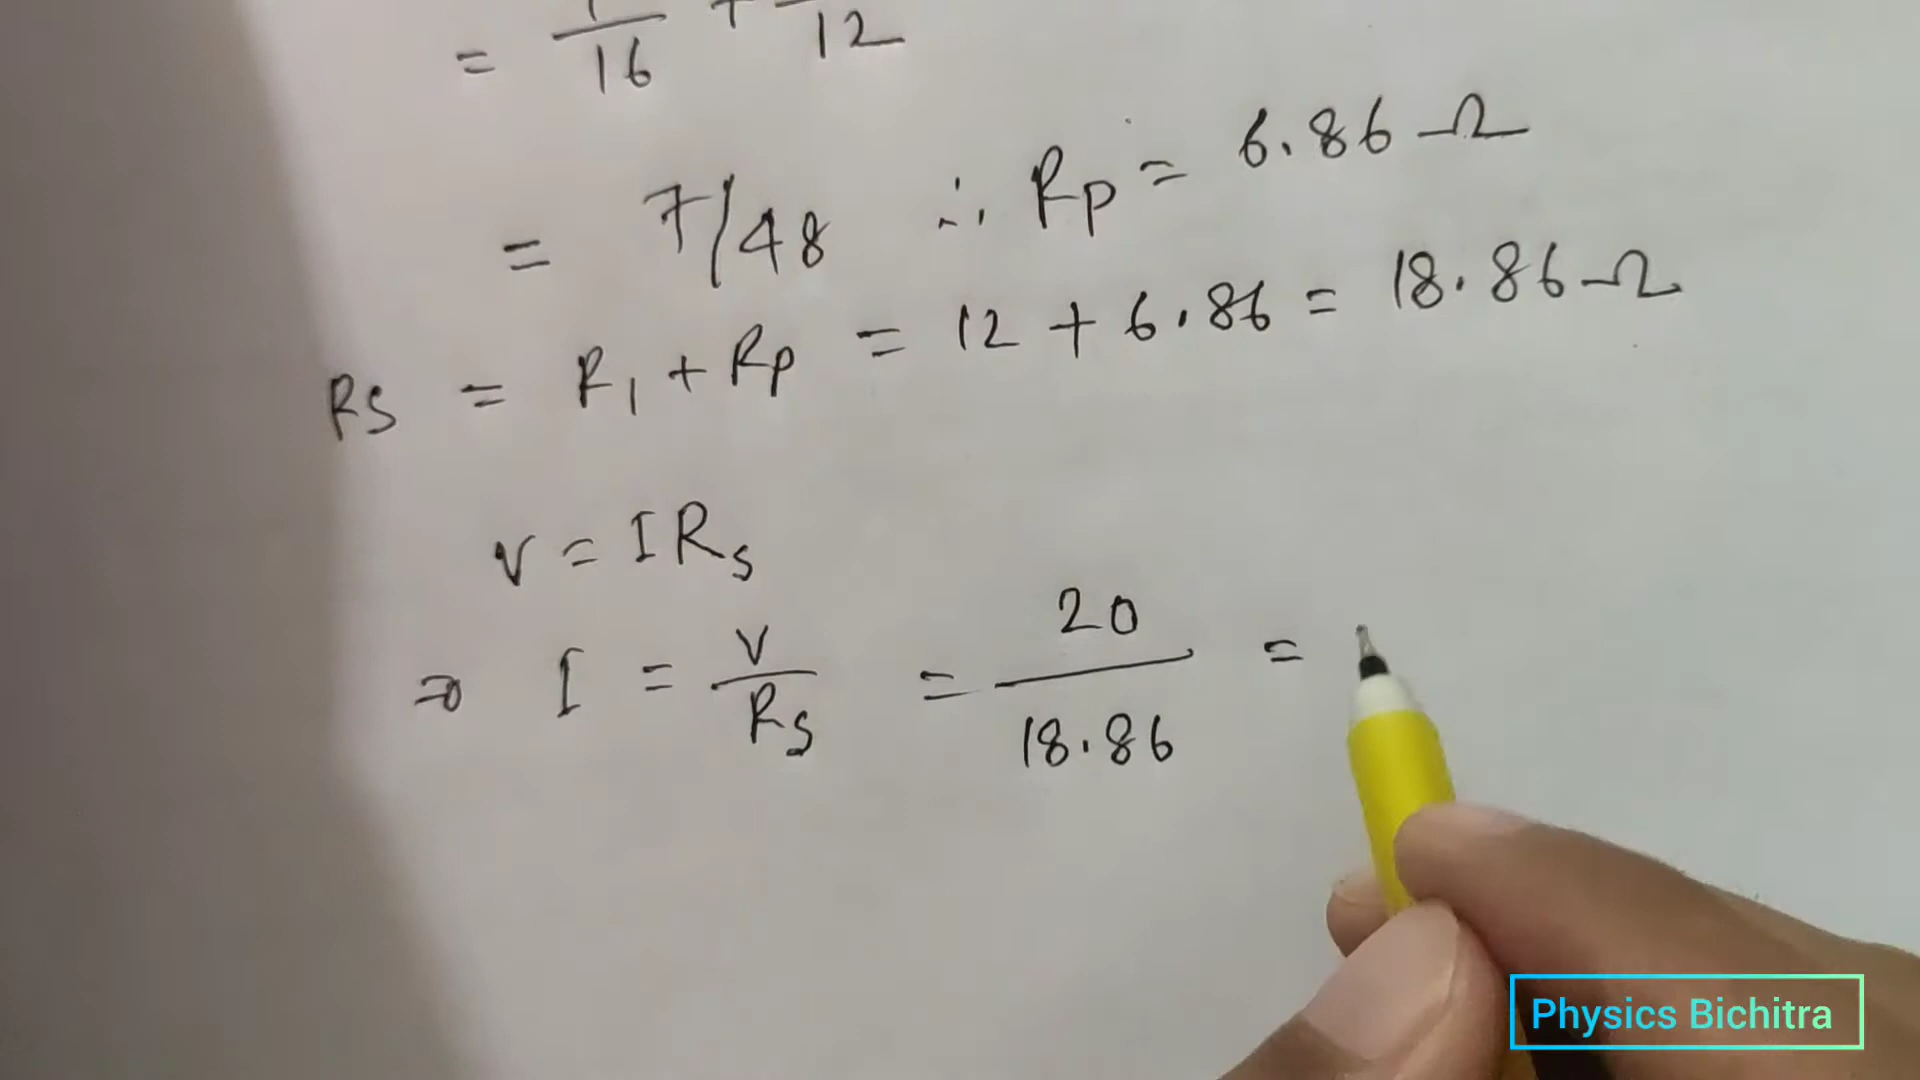 = 1/16 + 1/12
= 7/48 ∴ Rp = 6.86 Ω
RS = R1 + Rp = 12 + 6.86 = 18.86 Ω
V = IRs
⇒ I = V/RS = 20/18.86 =
Physics Bichitra